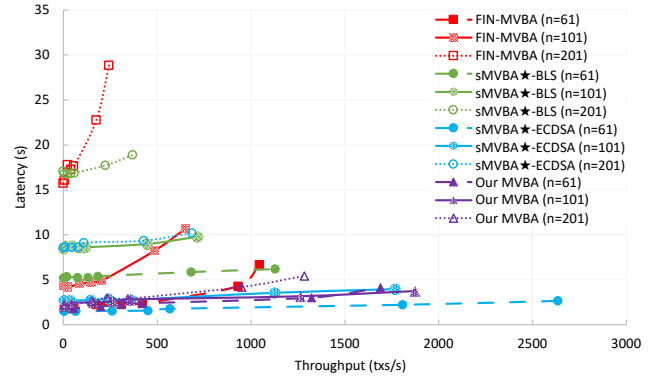 35
30
25
20
15
10
5
0
Latency (s)
0 500 1000 1500 2000 2500 3000
Throughput (txs/s)
FIN-MVBA (n=61)
FIN-MVBA (n=101)
FIN-MVBA (n=201)
sMVBA★-BLS (n=61)
sMVBA★-BLS (n=101)
sMVBA★-BLS (n=201)
sMVBA★-ECDSA (n=61)
sMVBA★-ECDSA (n=101)
sMVBA★-ECDSA (n=201)
Our MVBA (n=61)
Our MVBA (n=101)
Our MVBA (n=201)